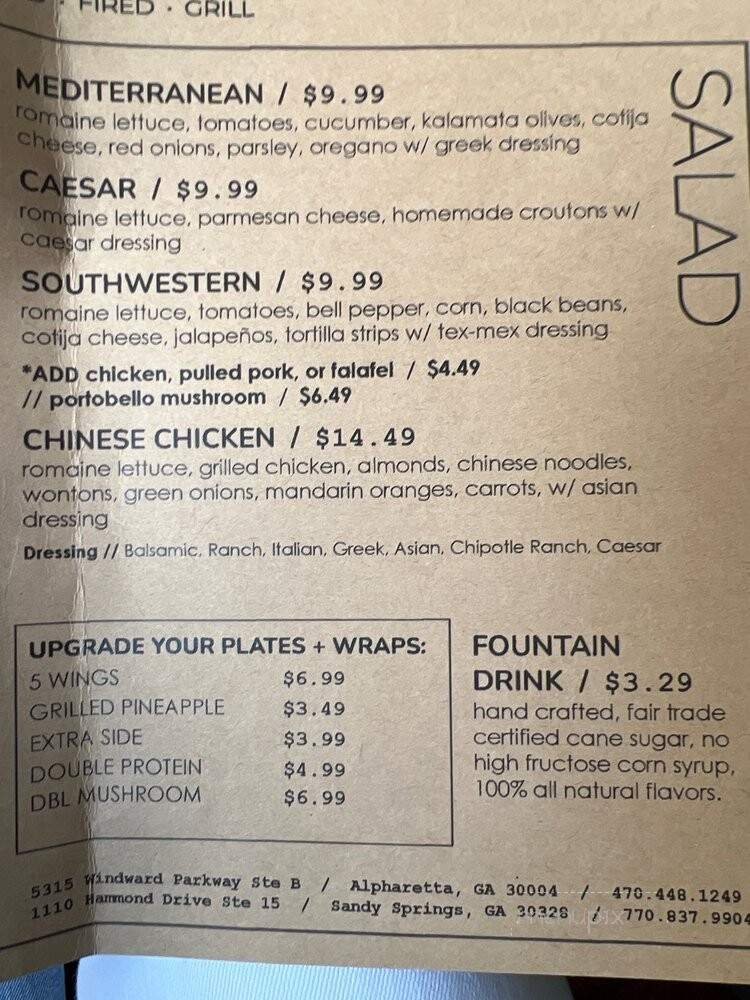 FIRED · GRILL
SALAD
MEDITERRANEAN / $9.99
romaine lettuce, tomatoes, cucumber, kalamata olives, cotija
cheese, red onions, parsley, oregano w/ greek dressing
CAESAR / $9.99
romaine lettuce, parmesan cheese, homemade croutons w/
caesar dressing
SOUTHWESTERN / $9.99
romaine lettuce, tomatoes, bell pepper, corn, black beans,
cotija cheese, jalapeños, tortilla strips w/ tex-mex dressing
*ADD chicken, pulled pork, or falafel / $4.49
// portobello mushroom / $6.49
CHINESE CHICKEN / $14.49
romaine lettuce, grilled chicken, almonds, chinese noodles,
wontons, green onions, mandarin oranges, carrots, w/ asian
dressing
Dressing // Balsamic, Ranch, Italian, Greek, Asian, Chipotle Ranch, Caesar
UPGRADE YOUR PLATES + WRAPS:
5 WINGS $6.99
GRILLED PINEAPPLE $3.49
EXTRA SIDE $3.99
DOUBLE PROTEIN $4.99
DBL MUSHROOM $6.99
FOUNTAIN
DRINK / $3.29
hand crafted, fair trade
certified cane sugar, no
high fructose corn syrup,
100% all natural flavors.
5315 Windward Parkway Ste B / Alpharetta, GA 30004 / 470.448.1249
1110 Hammond Drive Ste 15 / Sandy Springs, GA 30328 / 770.837.9904